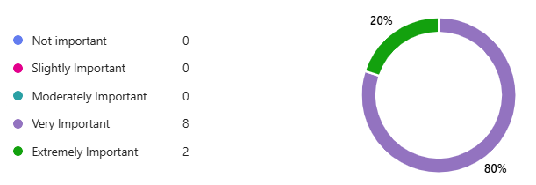 20%
Not important 0
Slightly Important 0
Moderately Important 0
Very Important 8
Extremely Important 2
80%